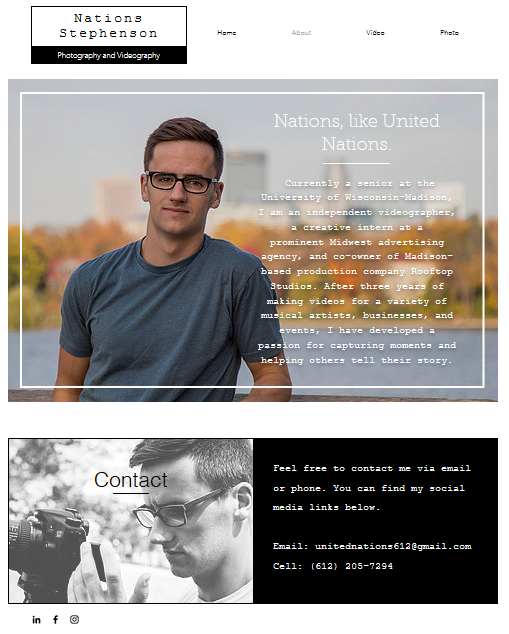 Nations
Stephenson
Photography and Videography
Home
About
Video
Photo
Nations, like United
Nations.
Currently a senior at the
University of Wisconsin-Madison,
I am an independent videographer,
a creative intern at a
prominent Midwest advertising
agency, and co-owner of Madison-
based production company Rooftop
Studios. After three years of
making videos for a variety of
musical artists, businesses, and
events, I have developed a
passion for capturing moments and
helping others tell their story.
Contact
Feel free to contact me via email
or phone. You can find my social
media links below.
Email: unitednations612@gmail.com
Cell: (612) 205-7294